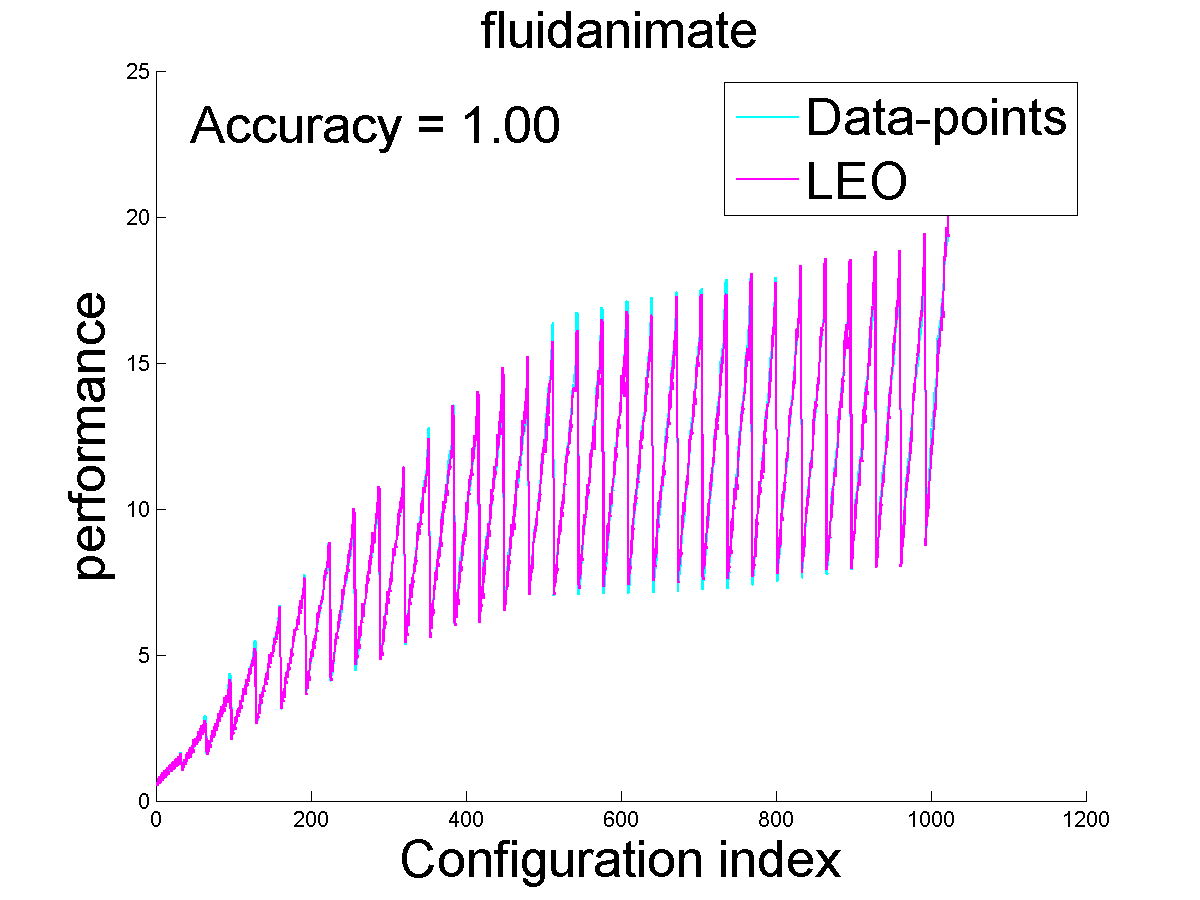 fluidanimate
25
20
15
10
5
0
performance
Accuracy = 1.00
Data-points
LEO
0 200 400 600 800 1000 1200
Configuration index